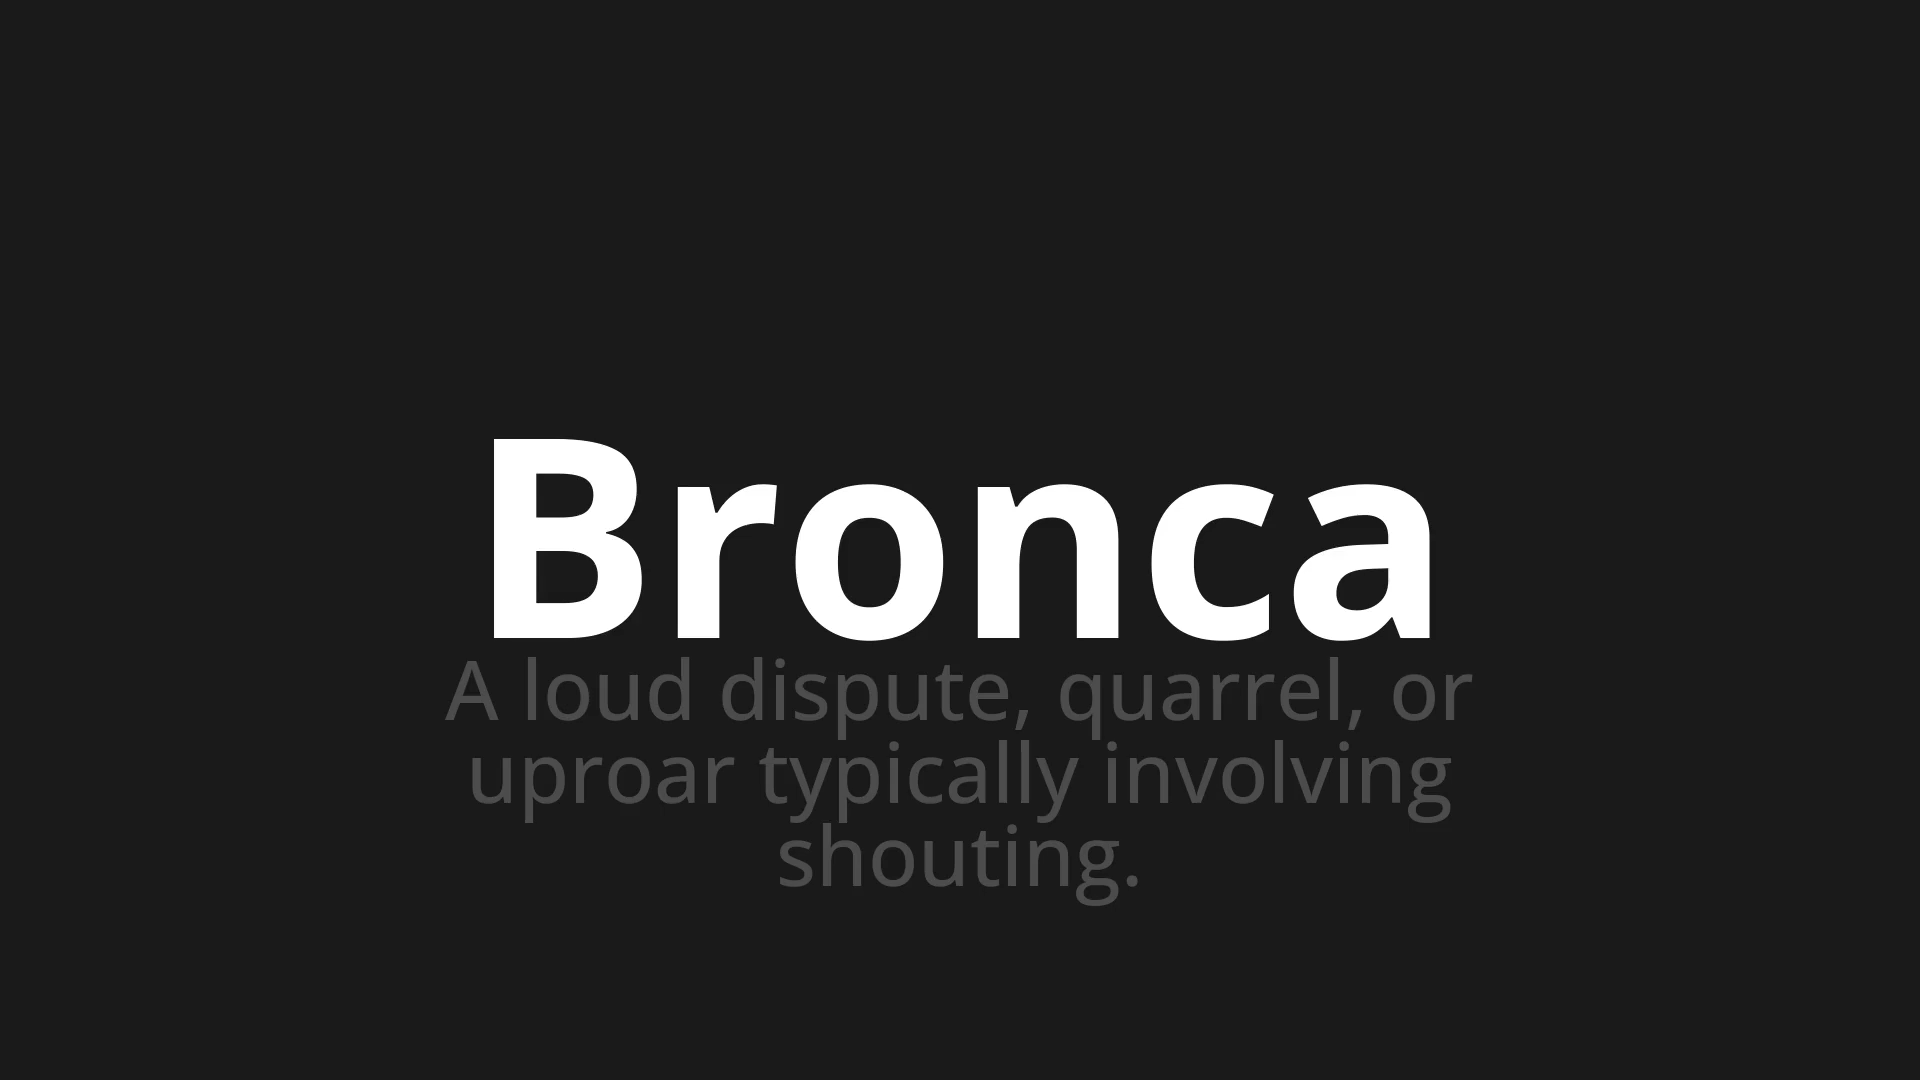 Bronca
A loud dispute, quarrel, or
uproar typically involving
shouting.